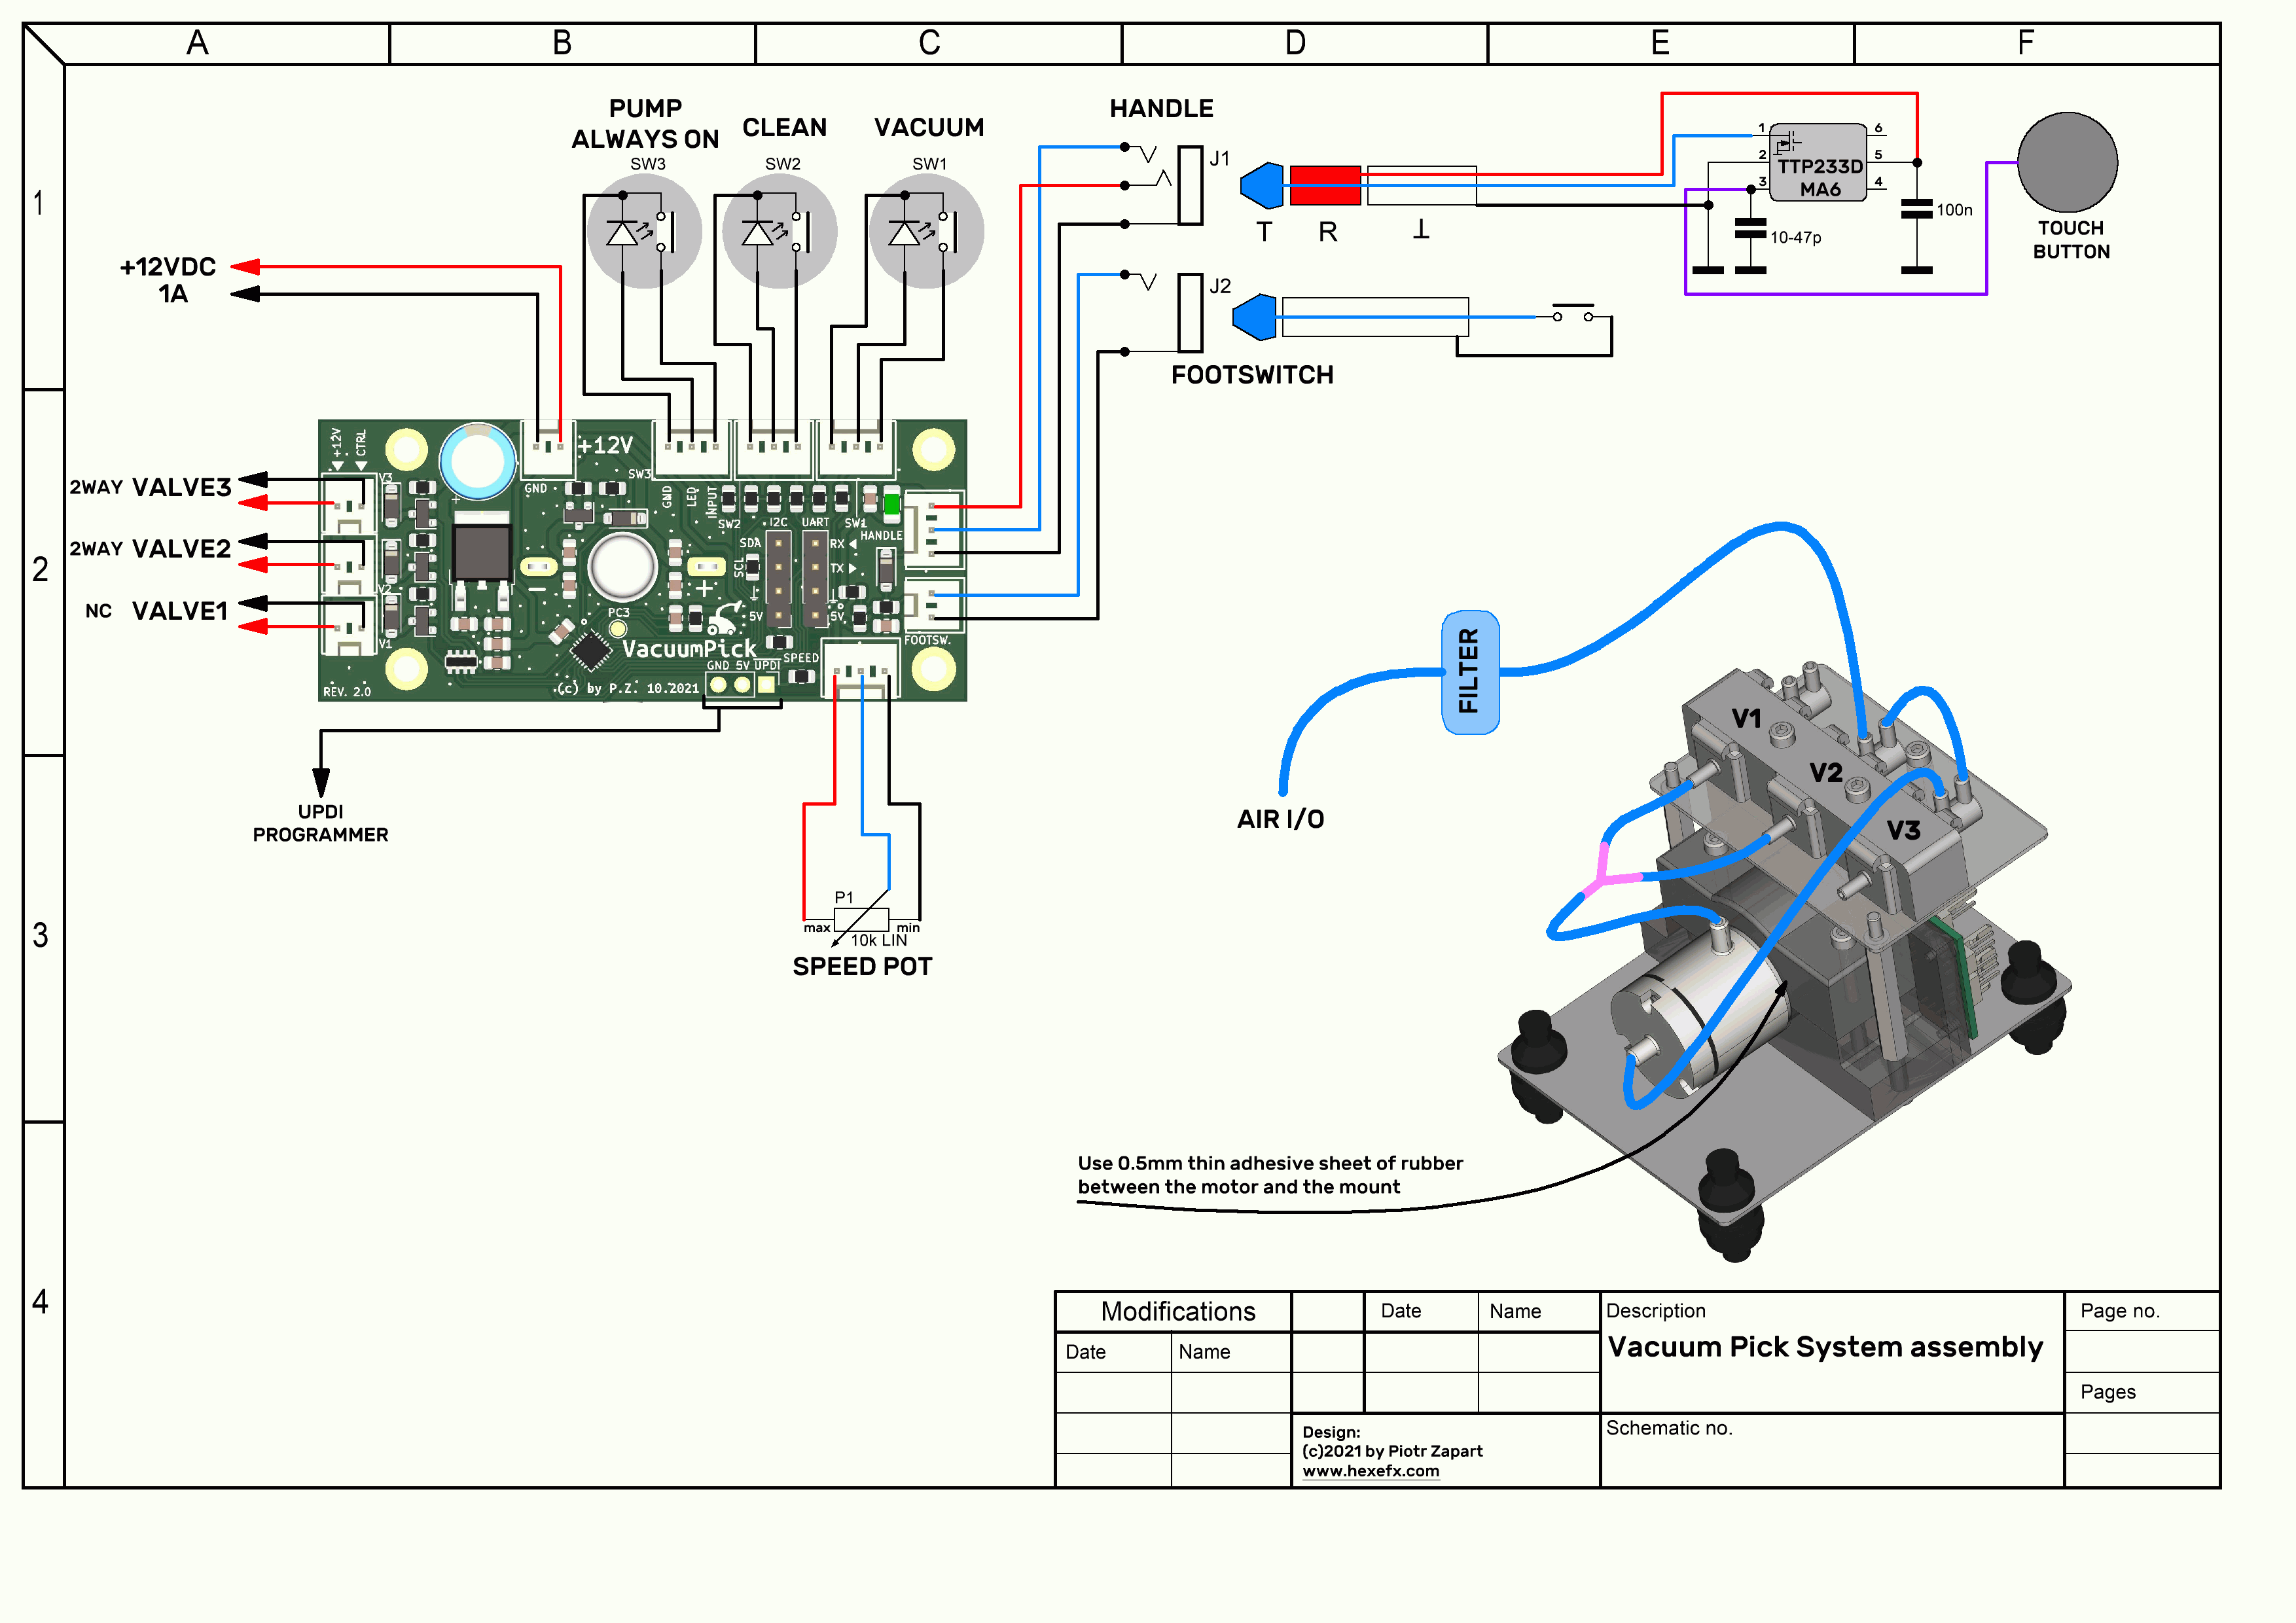 A B C D E F
1
2
3
4
PUMP
ALWAYS ON
SW3
CLEAN
SW2
VACUUM
SW1
HANDLE
J1
T R ⊥
J2
FOOTSWITCH
1
2
3
6
5
4
TTP233D
MA6
10-47p
100n
TOUCH
BUTTON
+12VDC
1A
2WAY VALVE3
2WAY VALVE2
NC VALVE1
+12V
CTRL
V3
V2
V1
+
GND
+12V
SW3
GND
LED
INPUT
SW2
I2C
UART
SW1
HANDLE
SDA
RX
SCL
TX
⊥
⊥
5V
5V
−
+
PC3
VacuumPick
GND 5V UPDI
SPEED
FOOTSW.
REV. 2.0
(c) by P.Z. 10.2021
UPDI
PROGRAMMER
P1
max
min
10k LIN
SPEED POT
FILTER
AIR I/O
V1
V2
V3
Use 0.5mm thin adhesive sheet of rubber
between the motor and the mount
Modifications
Date Name
Date Name
Description
Vacuum Pick System assembly
Page no.
Pages
Schematic no.
Design:
(c)2021 by Piotr Zapart
www.hexefx.com